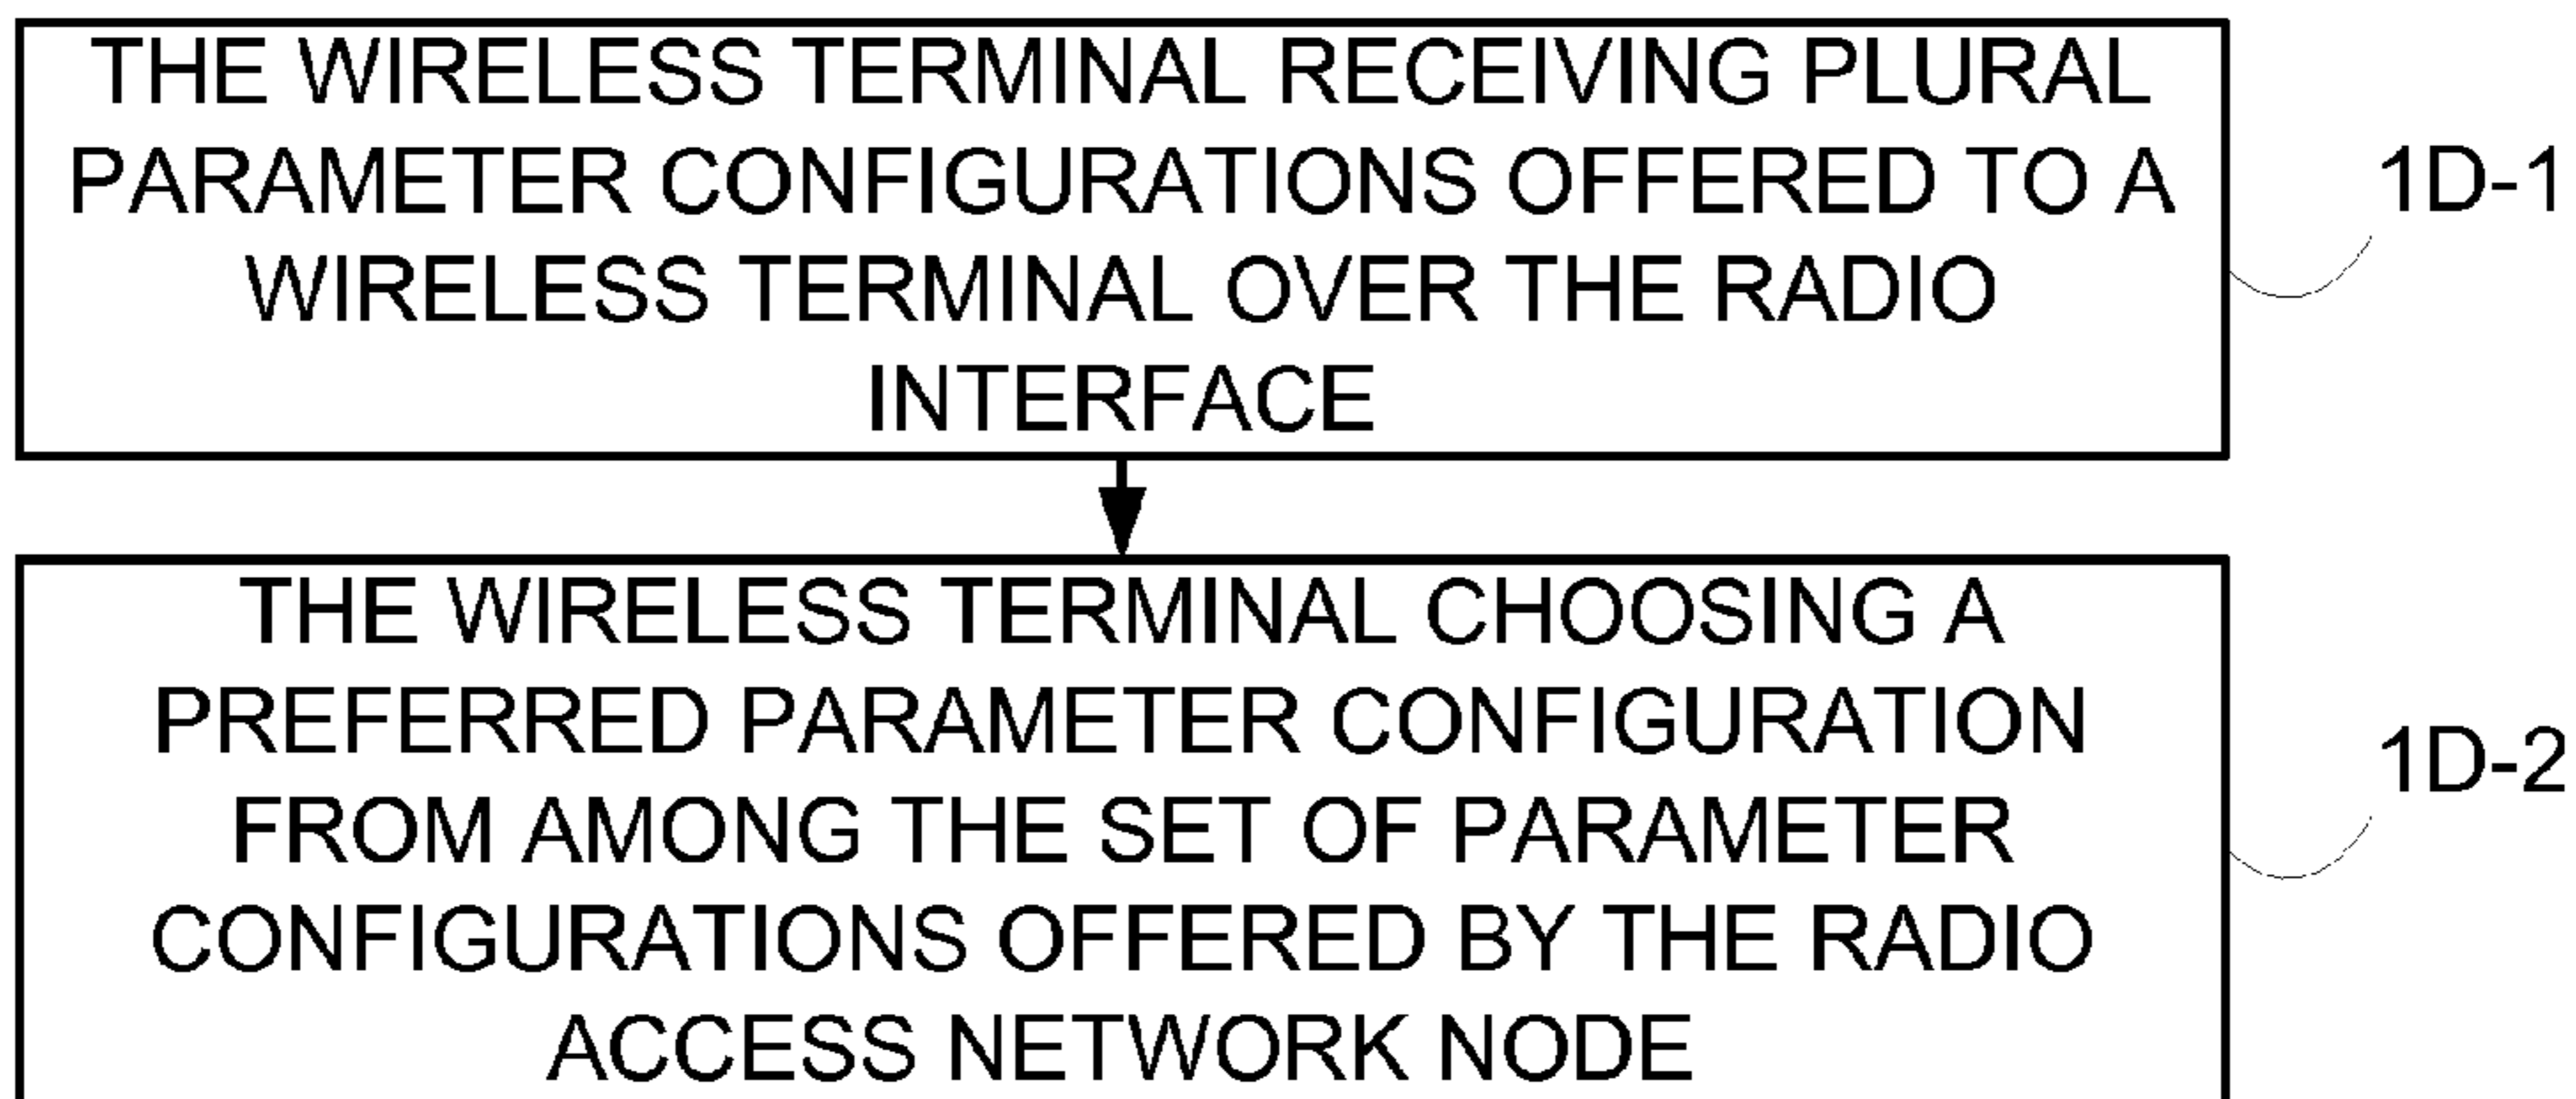 THE WIRELESS TERMINAL RECEIVING PLURAL
PARAMETER CONFIGURATIONS OFFERED TO A
WIRELESS TERMINAL OVER THE RADIO
INTERFACE
1D-1
THE WIRELESS TERMINAL CHOOSING A
PREFERRED PARAMETER CONFIGURATION
FROM AMONG THE SET OF PARAMETER
CONFIGURATIONS OFFERED BY THE RADIO
ACCESS NETWORK NODE
1D-2